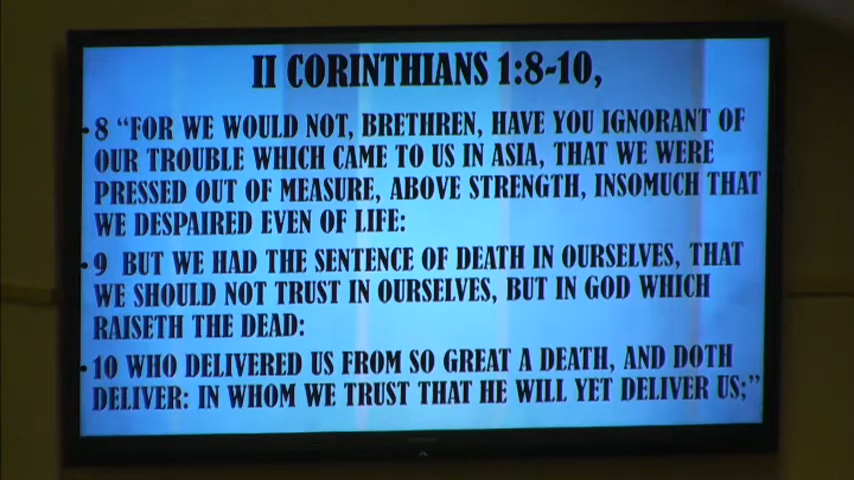 II CORINTHIANS 1:8-10,
• 8 “FOR WE WOULD NOT, BRETHREN, HAVE YOU IGNORANT OF
OUR TROUBLE WHICH CAME TO US IN ASIA, THAT WE WERE
PRESSED OUT OF MEASURE, ABOVE STRENGTH, INSOMUCH THAT
WE DESPAIRED EVEN OF LIFE:
• 9 BUT WE HAD THE SENTENCE OF DEATH IN OURSELVES, THAT
WE SHOULD NOT TRUST IN OURSELVES, BUT IN GOD WHICH
RAISETH THE DEAD:
• 10 WHO DELIVERED US FROM SO GREAT A DEATH, AND DOTH
DELIVER: IN WHOM WE TRUST THAT HE WILL YET DELIVER US;”